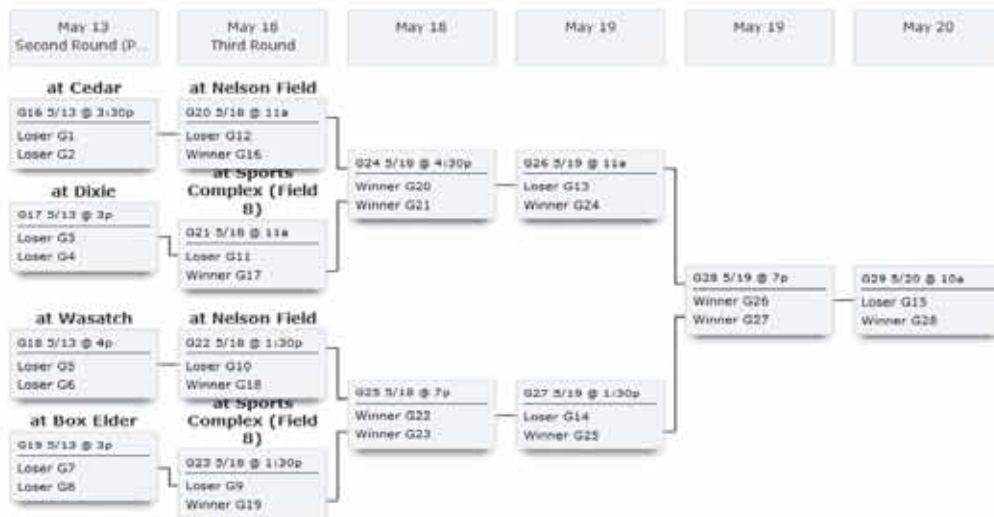 May 13
Second Round (P...
May 18
Third Round
May 18
May 19
May 19
May 20
at Cedar
G16 5/13 @ 3:30p
Loser G1
Loser G2
at Dixie
G17 5/13 @ 3p
Loser G3
Loser G4
at Wasatch
G18 5/13 @ 4p
Loser G5
Loser G6
at Box Elder
G19 5/13 @ 3p
Loser G7
Loser G8
at Nelson Field
G20 5/18 @ 11a
Loser G12
Winner G16
at Sports
Complex (Field
8)
G21 5/18 @ 11a
Loser G11
Winner G17
at Nelson Field
G22 5/18 @ 1:30p
Loser G10
Winner G18
at Sports
Complex (Field
8)
G23 5/18 @ 1:30p
Loser G9
Winner G19
G24 5/18 @ 4:30p
Winner G20
Winner G21
G25 5/18 @ 7p
Winner G22
Winner G23
G26 5/19 @ 11a
Loser G13
Winner G24
G27 5/19 @ 1:30p
Loser G14
Winner G25
G28 5/19 @ 7p
Winner G26
Winner G27
G29 5/20 @ 10a
Loser G15
Winner G28